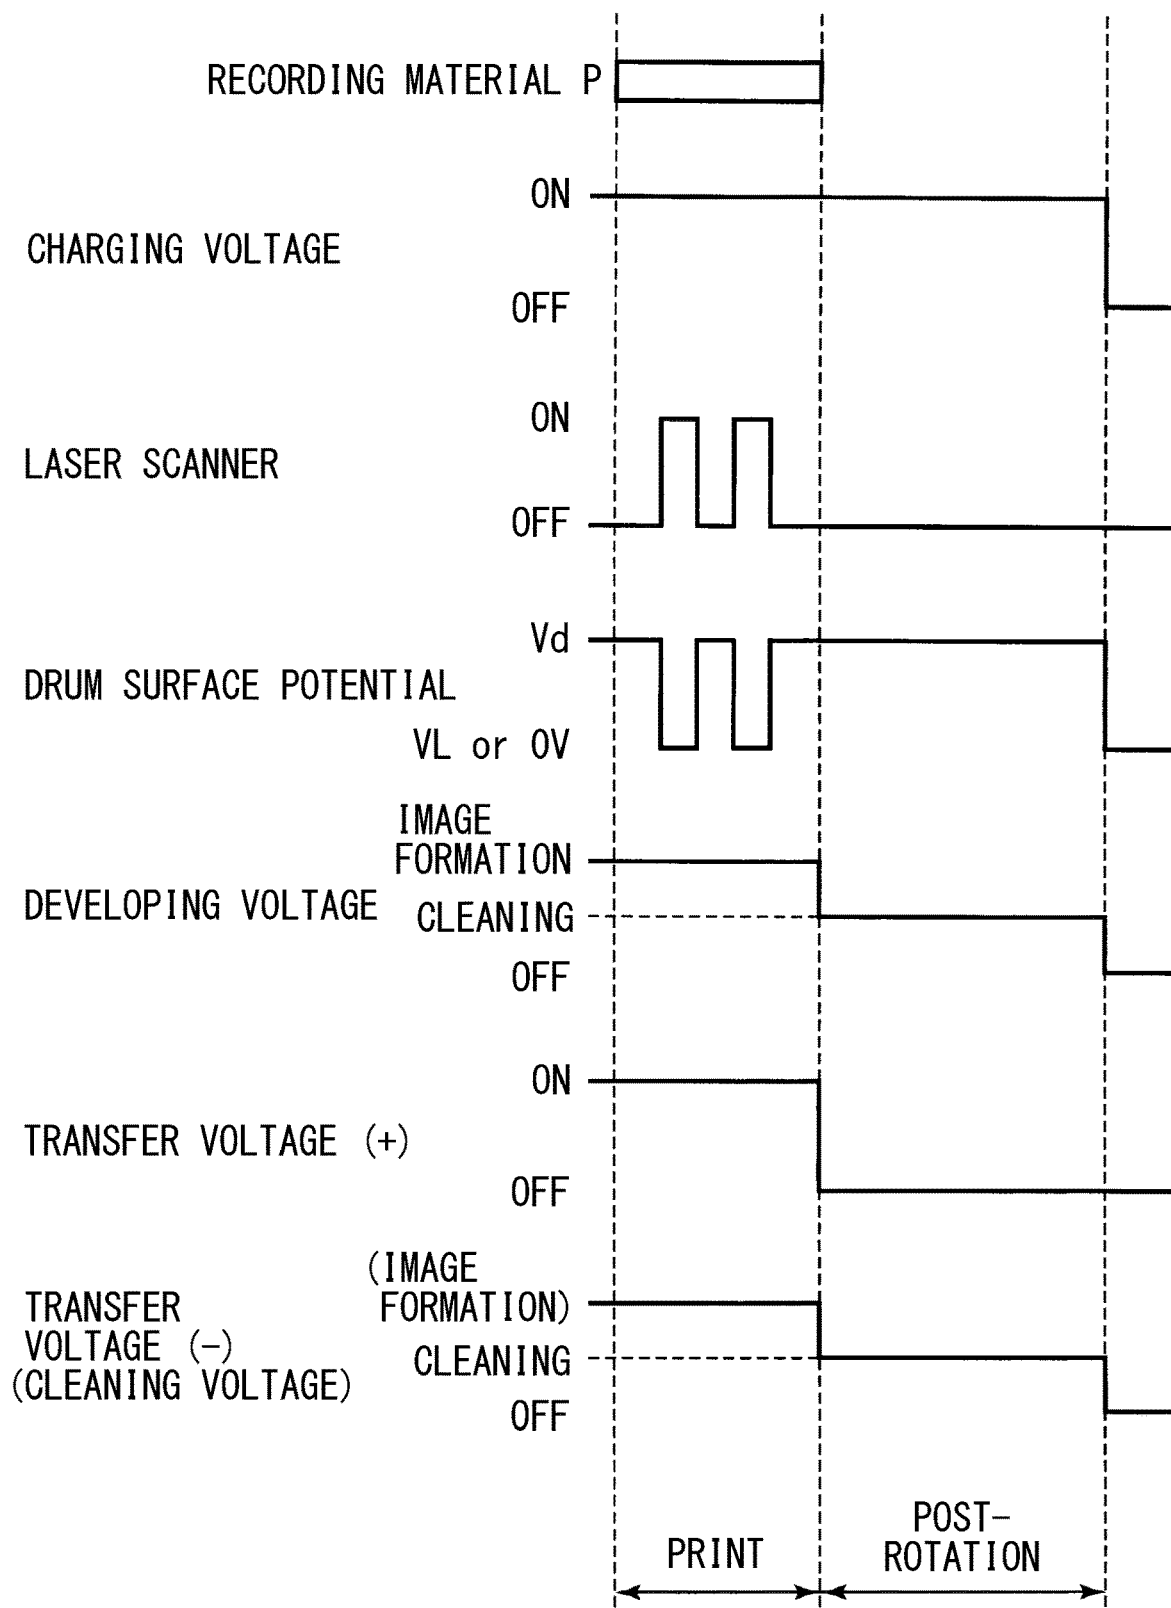 RECORDING MATERIAL P
ON
CHARGING VOLTAGE
OFF
ON
LASER SCANNER
OFF
Vd
DRUM SURFACE POTENTIAL
VL or 0V
IMAGE
FORMATION
DEVELOPING VOLTAGE
CLEANING
OFF
ON
TRANSFER VOLTAGE (+)
OFF
(IMAGE
FORMATION)
TRANSFER
VOLTAGE (-)
(CLEANING VOLTAGE)
CLEANING
OFF
PRINT
POST-
ROTATION